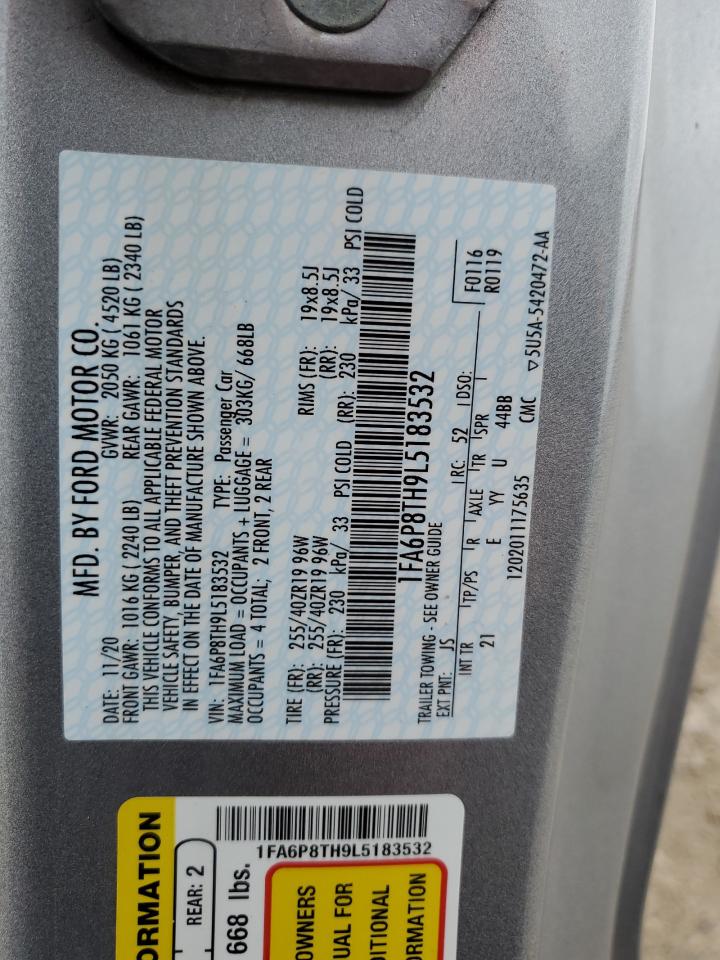 MFD. BY FORD MOTOR CO.
DATE: 11/20 GVWR: 2050 KG ( 4520 LB)
FRONT GAWR: 1016 KG ( 2240 LB) REAR GAWR: 1061 KG ( 2340 LB)
THIS VEHICLE CONFORMS TO ALL APPLICABLE FEDERAL MOTOR
VEHICLE SAFETY, BUMPER, AND THEFT PREVENTION STANDARDS
IN EFFECT ON THE DATE OF MANUFACTURE SHOWN ABOVE.
VIN: 1FA6P8TH9L5183532 TYPE: Passenger Car
MAXIMUM LOAD = OCCUPANTS + LUGGAGE = 303KG/ 668LB
OCCUPANTS = 4 TOTAL; 2 FRONT, 2 REAR
TIRE (FR): 255/40ZR19 96W RIMS (FR): 19x8.5J
(RR): 255/40ZR19 96W (RR): 19x8.5J
PRESSURE (FR): 230 kPa/ 33 PSI COLD (RR): 230 kPa/ 33 PSI COLD
1FA6P8TH9L5183532
TRAILER TOWING - SEE OWNER GUIDE
EXT PNT: JS RC: 52 DSO: F0116
R0119
INT TR TP/PS R AXLE TR SPR
21 E YY U 44BB
1202011175635 CMC ▽5U5A-5420472-AA
ORMATION
REAR: 2
668 lbs.
1FA6P8TH9L5183532
OWNERS
UAL FOR
DITIONAL
ORMATION